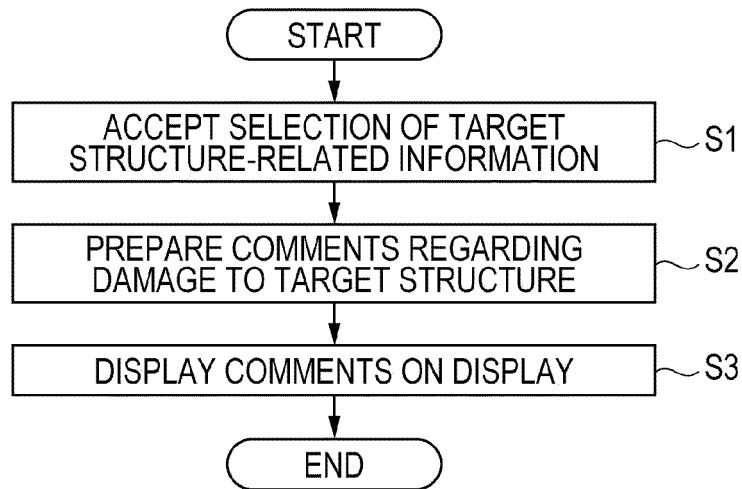 START
ACCEPT SELECTION OF TARGET
STRUCTURE-RELATED INFORMATION
S1
PREPARE COMMENTS REGARDING
DAMAGE TO TARGET STRUCTURE
S2
DISPLAY COMMENTS ON DISPLAY
S3
END